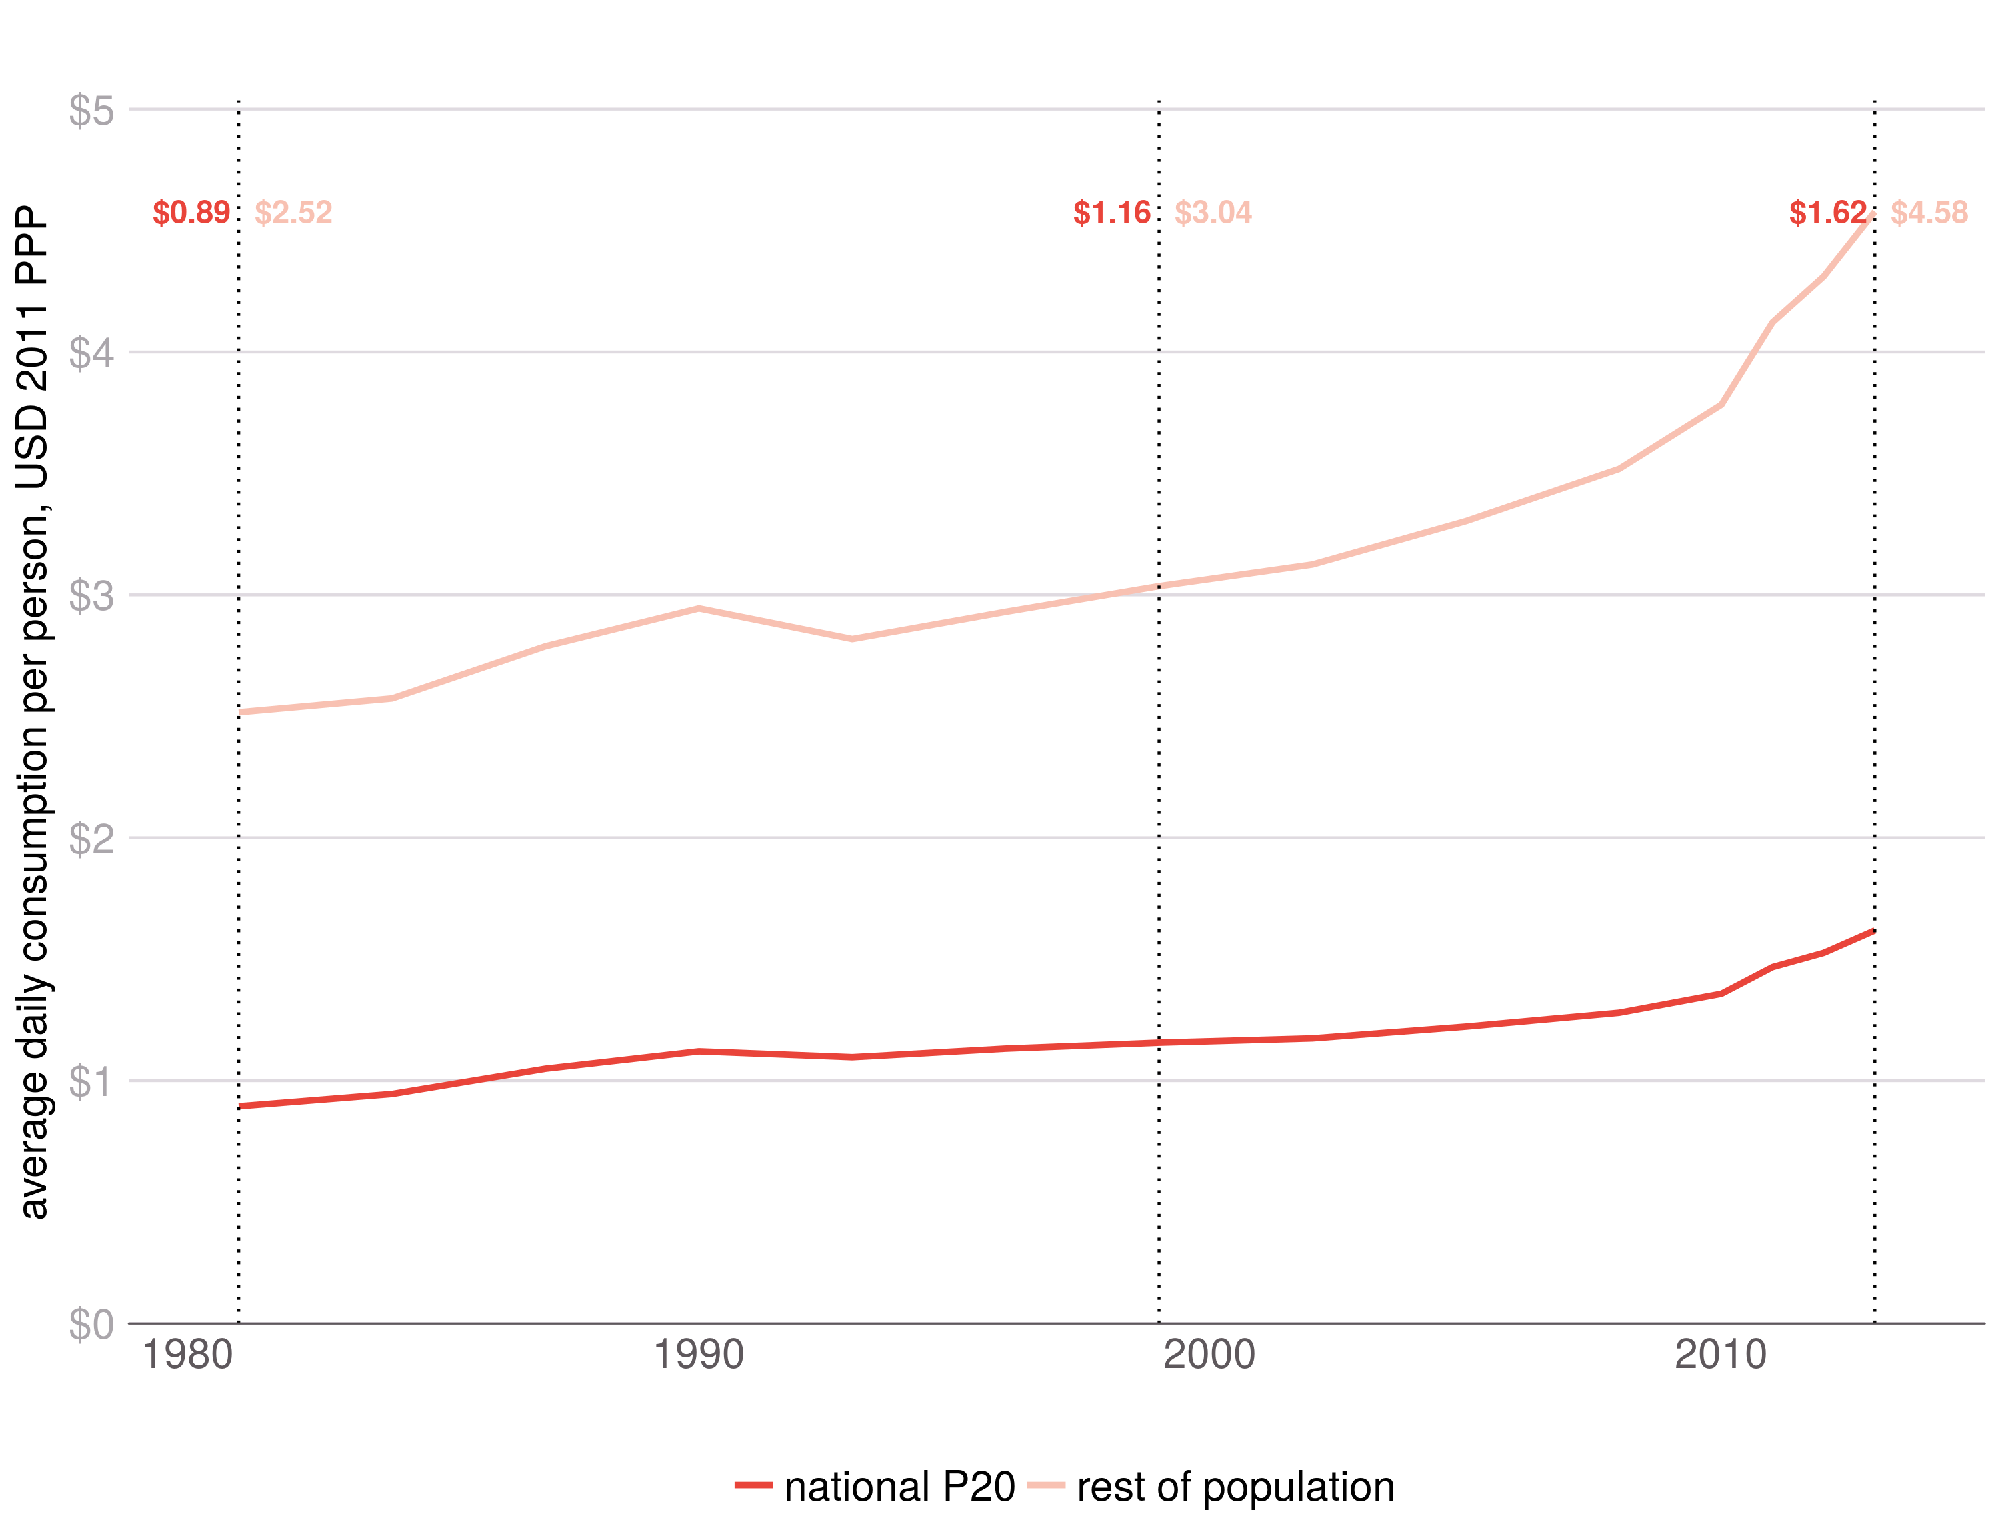 average daily consumption per person, USD 2011 PPP
$5
$0.89 $2.52 $1.16 $3.04 $1.62 $4.58
$4
$3
$2
$1
$0
1980 1990 2000 2010
national P20 rest of population